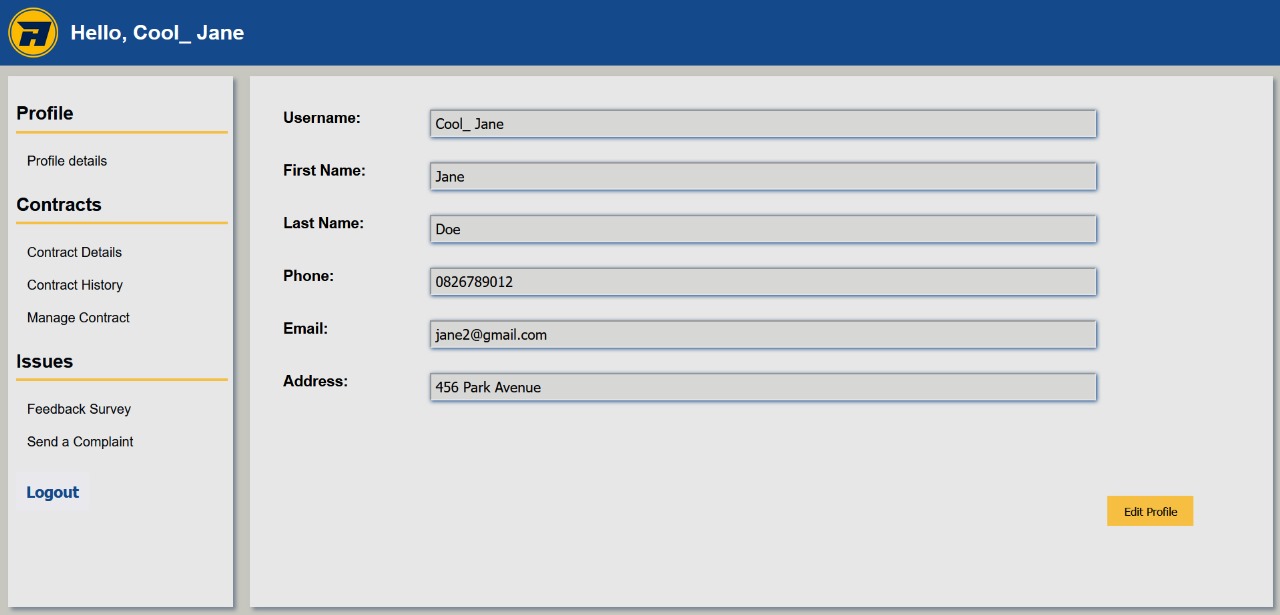 Hello, Cool_ Jane
Profile
Profile details
Contracts
Contract Details
Contract History
Manage Contract
Issues
Feedback Survey
Send a Complaint
Logout
Username: Cool_ Jane
First Name: Jane
Last Name: Doe
Phone: 0826789012
Email: jane2@gmail.com
Address: 456 Park Avenue
Edit Profile